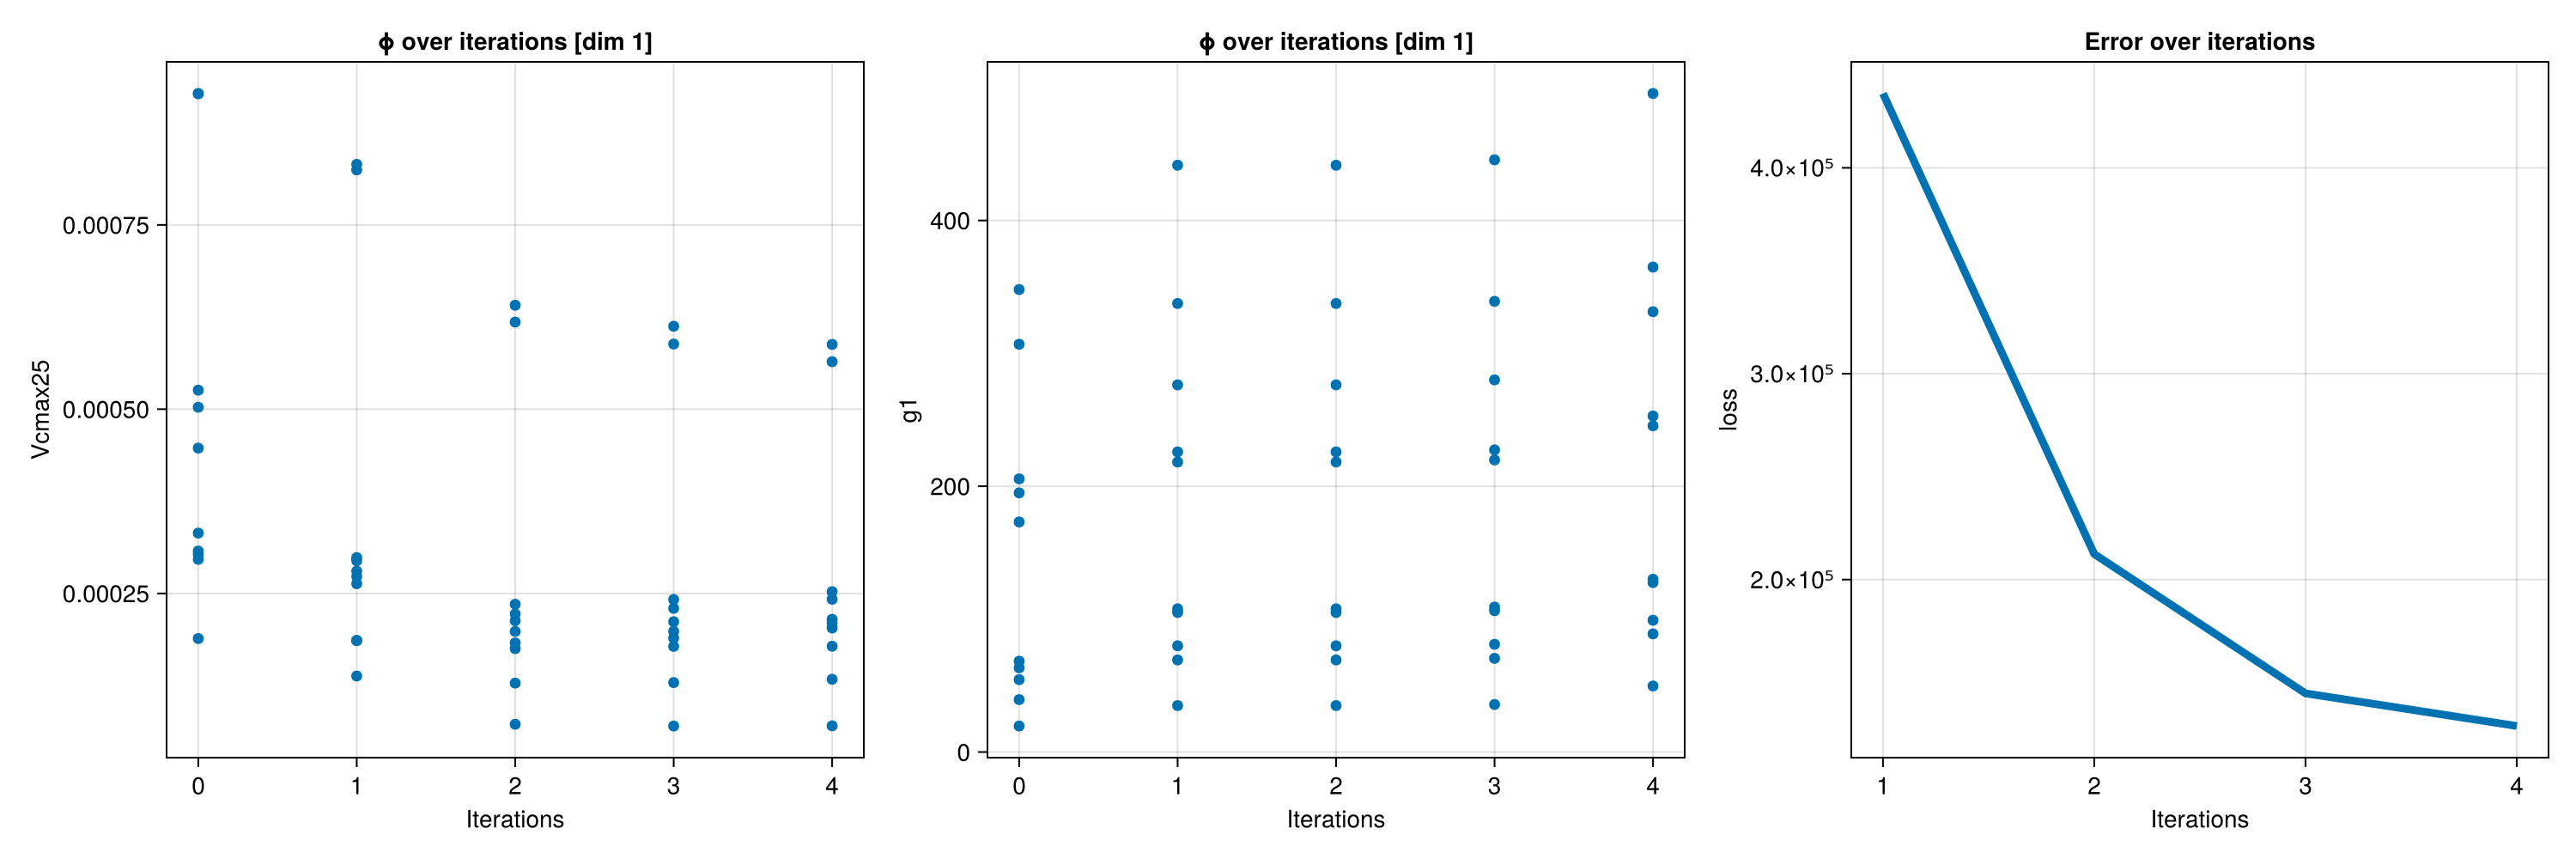 ϕ over iterations [dim 1]
Vcmax25
0.00075
0.00050
0.00025
0 1 2 3 4
Iterations
ϕ over iterations [dim 1]
g1
400
200
0
0 1 2 3 4
Iterations
Error over iterations
loss
4.0×10⁵
3.0×10⁵
2.0×10⁵
1 2 3 4
Iterations